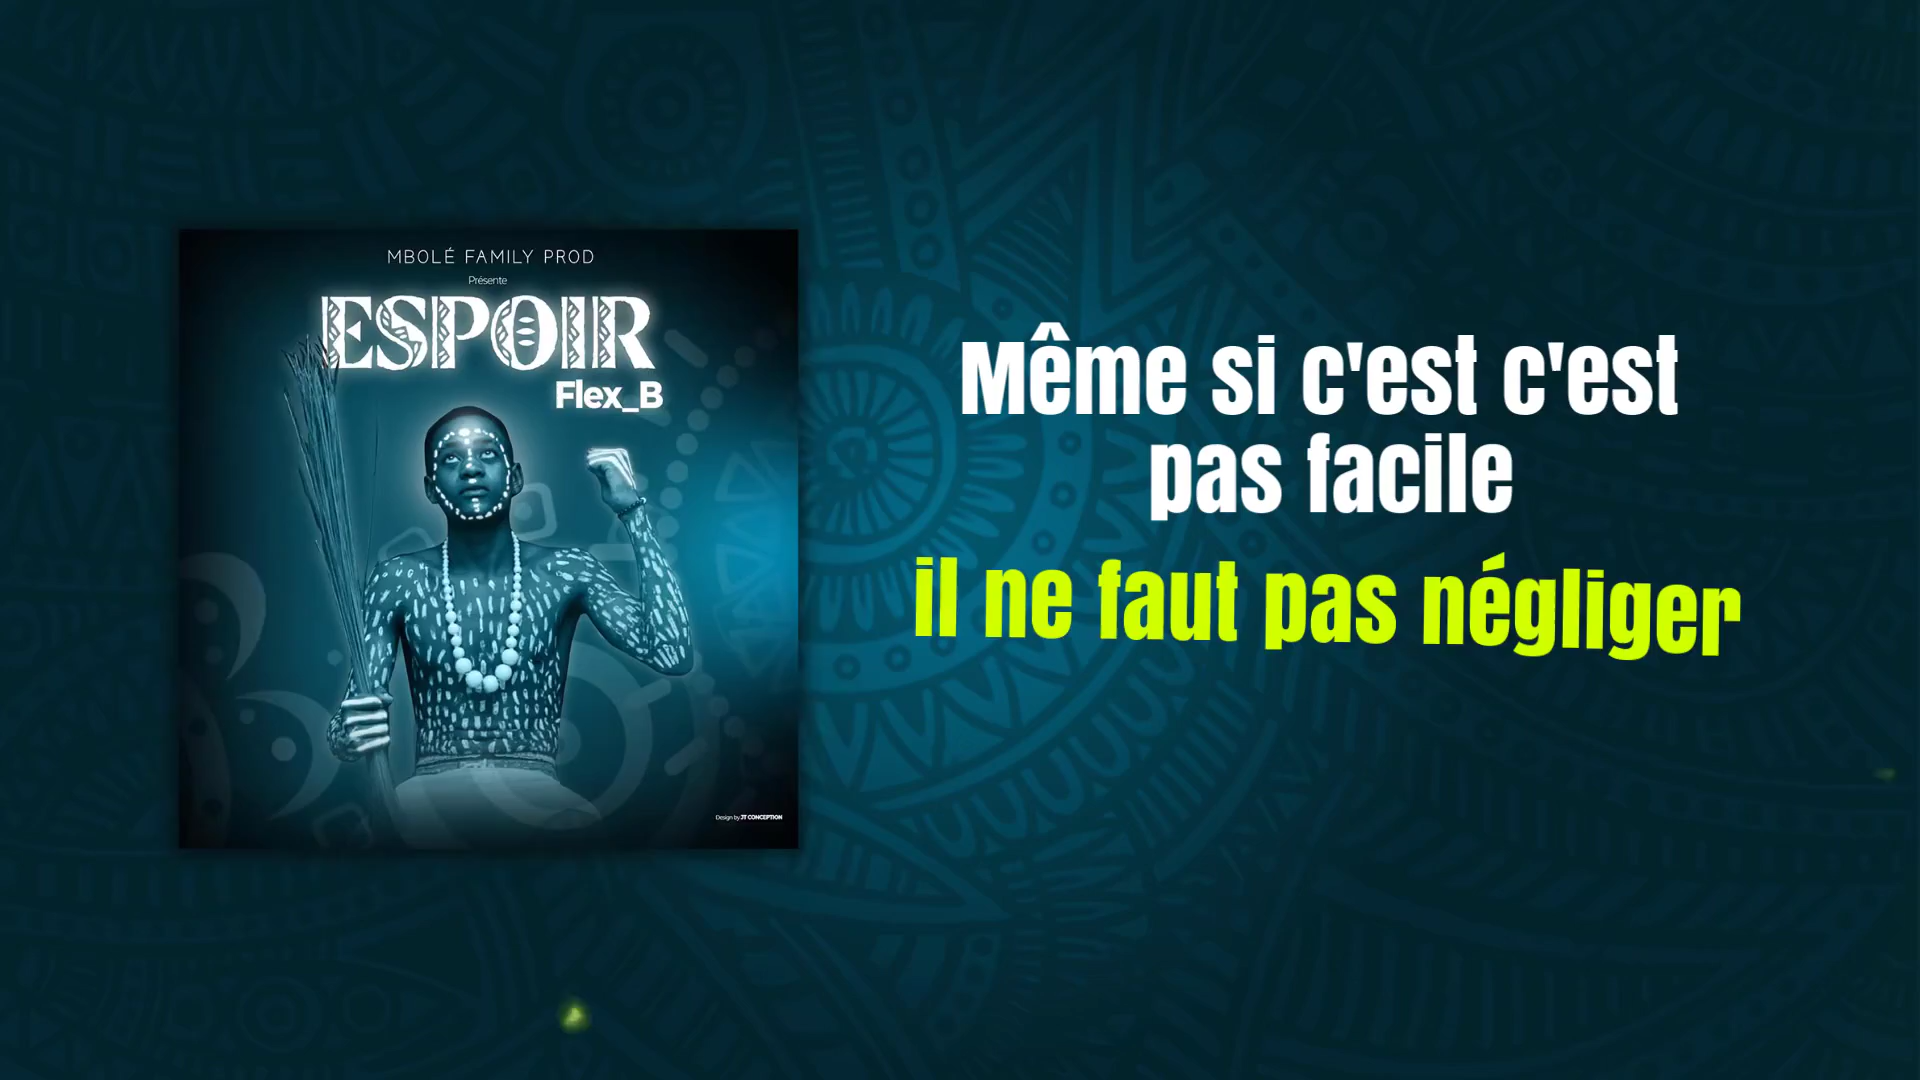 MBOLÉ FAMILY PROD
Présente
ESPOIR
Flex_B
Design by JT CONCEPTION
Même si c'est c'est
pas facile
il ne faut pas négliger